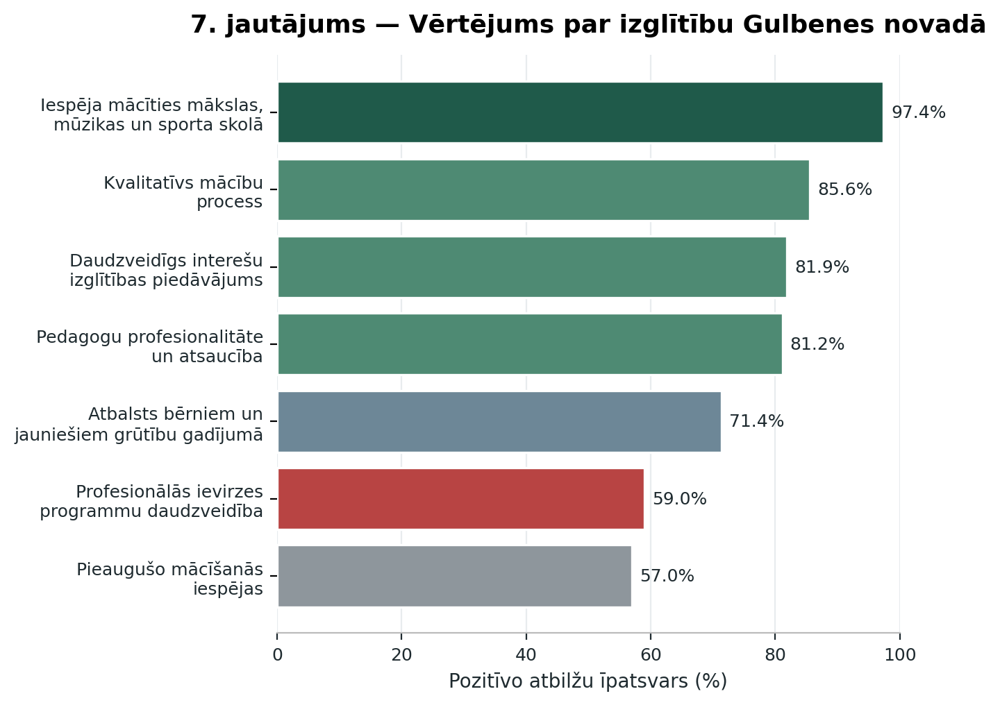 7. jautājums — Vērtējums par izglītību Gulbenes novadā
Iespēja mācīties mākslas,
mūzikas un sporta skolā
97.4%
Kvalitatīvs mācību
process
85.6%
Daudzveidīgs interešu
izglītības piedāvājums
81.9%
Pedagogu profesionalitāte
un atsaucība
81.2%
Atbalsts bērniem un
jauniešiem grūtību gadījumā
71.4%
Profesionālās ievirzes
programmu daudzveidība
59.0%
Pieaugušo mācīšanās
iespējas
57.0%
0 20 40 60 80 100
Pozitīvo atbilžu īpatsvars (%)